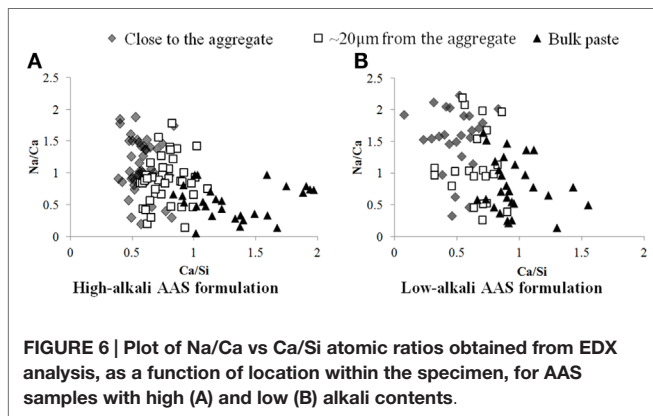 Close to the aggregate ~20μm from the aggregate Bulk paste
A B
2.5 2.5
2 2
1.5 1.5
Na/Ca Na/Ca
1 1
0.5 0.5
0 0
0 0.5 1 1.5 2 0 0.5 1 1.5 2
Ca/Si Ca/Si
High-alkali AAS formulation Low-alkali AAS formulation
FIGURE 6 | Plot of Na/Ca vs Ca/Si atomic ratios obtained from EDX
analysis, as a function of location within the specimen, for AAS
samples with high (A) and low (B) alkali contents.